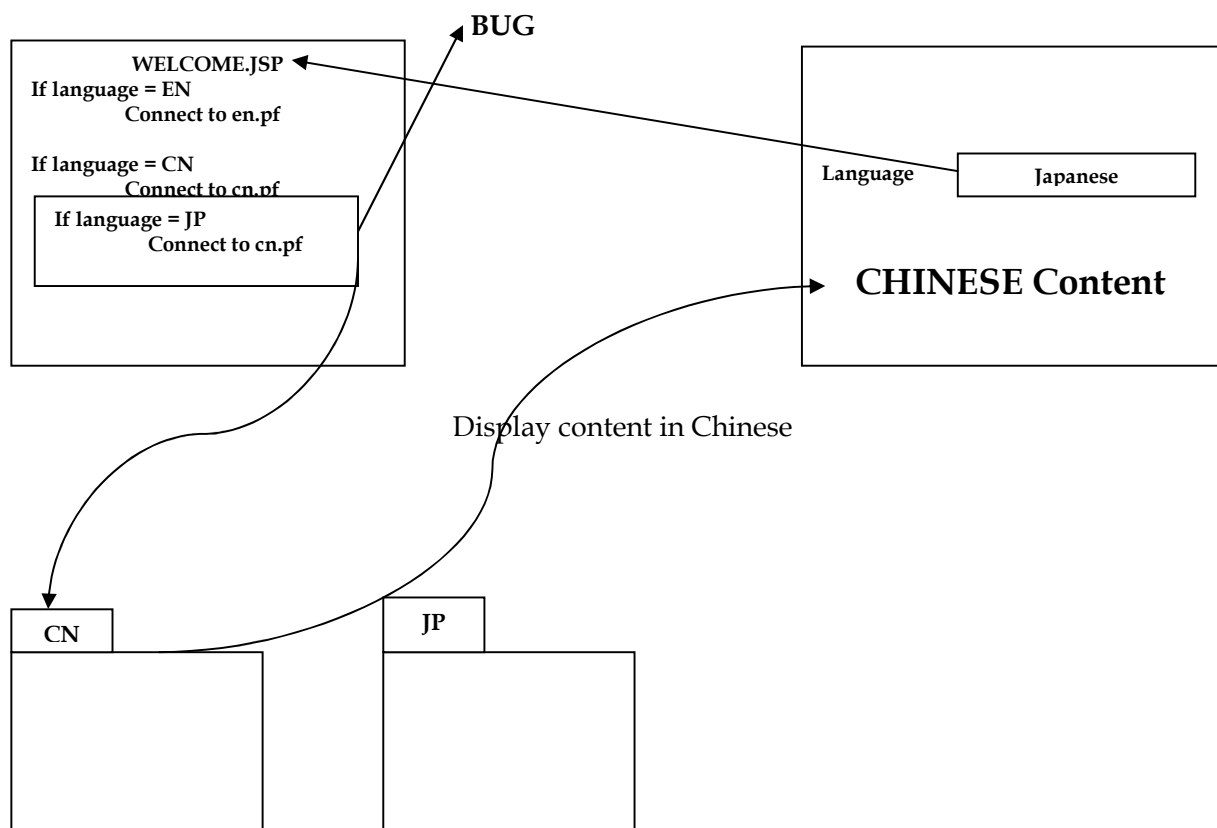 BUG
WELCOME.JSP
If language = EN
Connect to en.pf
If language = CN
Connect to cn.pf
If language = JP
Connect to cn.pf
Language
Japanese
CHINESE Content
Display content in Chinese
CN
JP